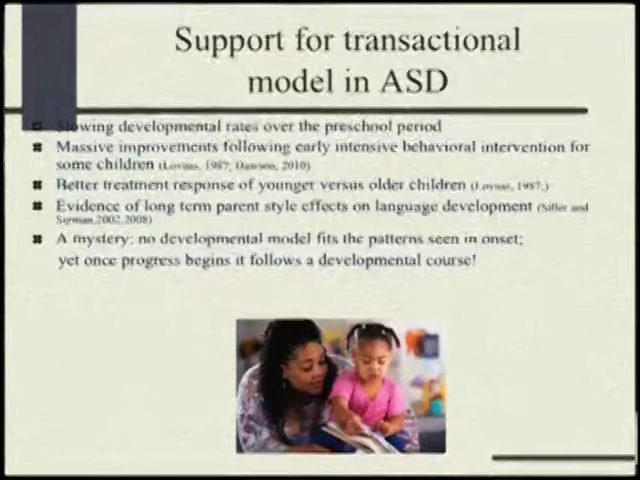 Support for transactional
model in ASD
Slowing developmental rates over the preschool period
Massive improvements following early intensive behavioral intervention for
some children (Lovaas, 1987; Dawson, 2010)
Better treatment response of younger versus older children (Lovaas, 1987,)
Evidence of long term parent style effects on language development (Siller and
Sigman,2002,2008)
A mystery: no developmental model fits the patterns seen in onset;
yet once progress begins it follows a developmental course!